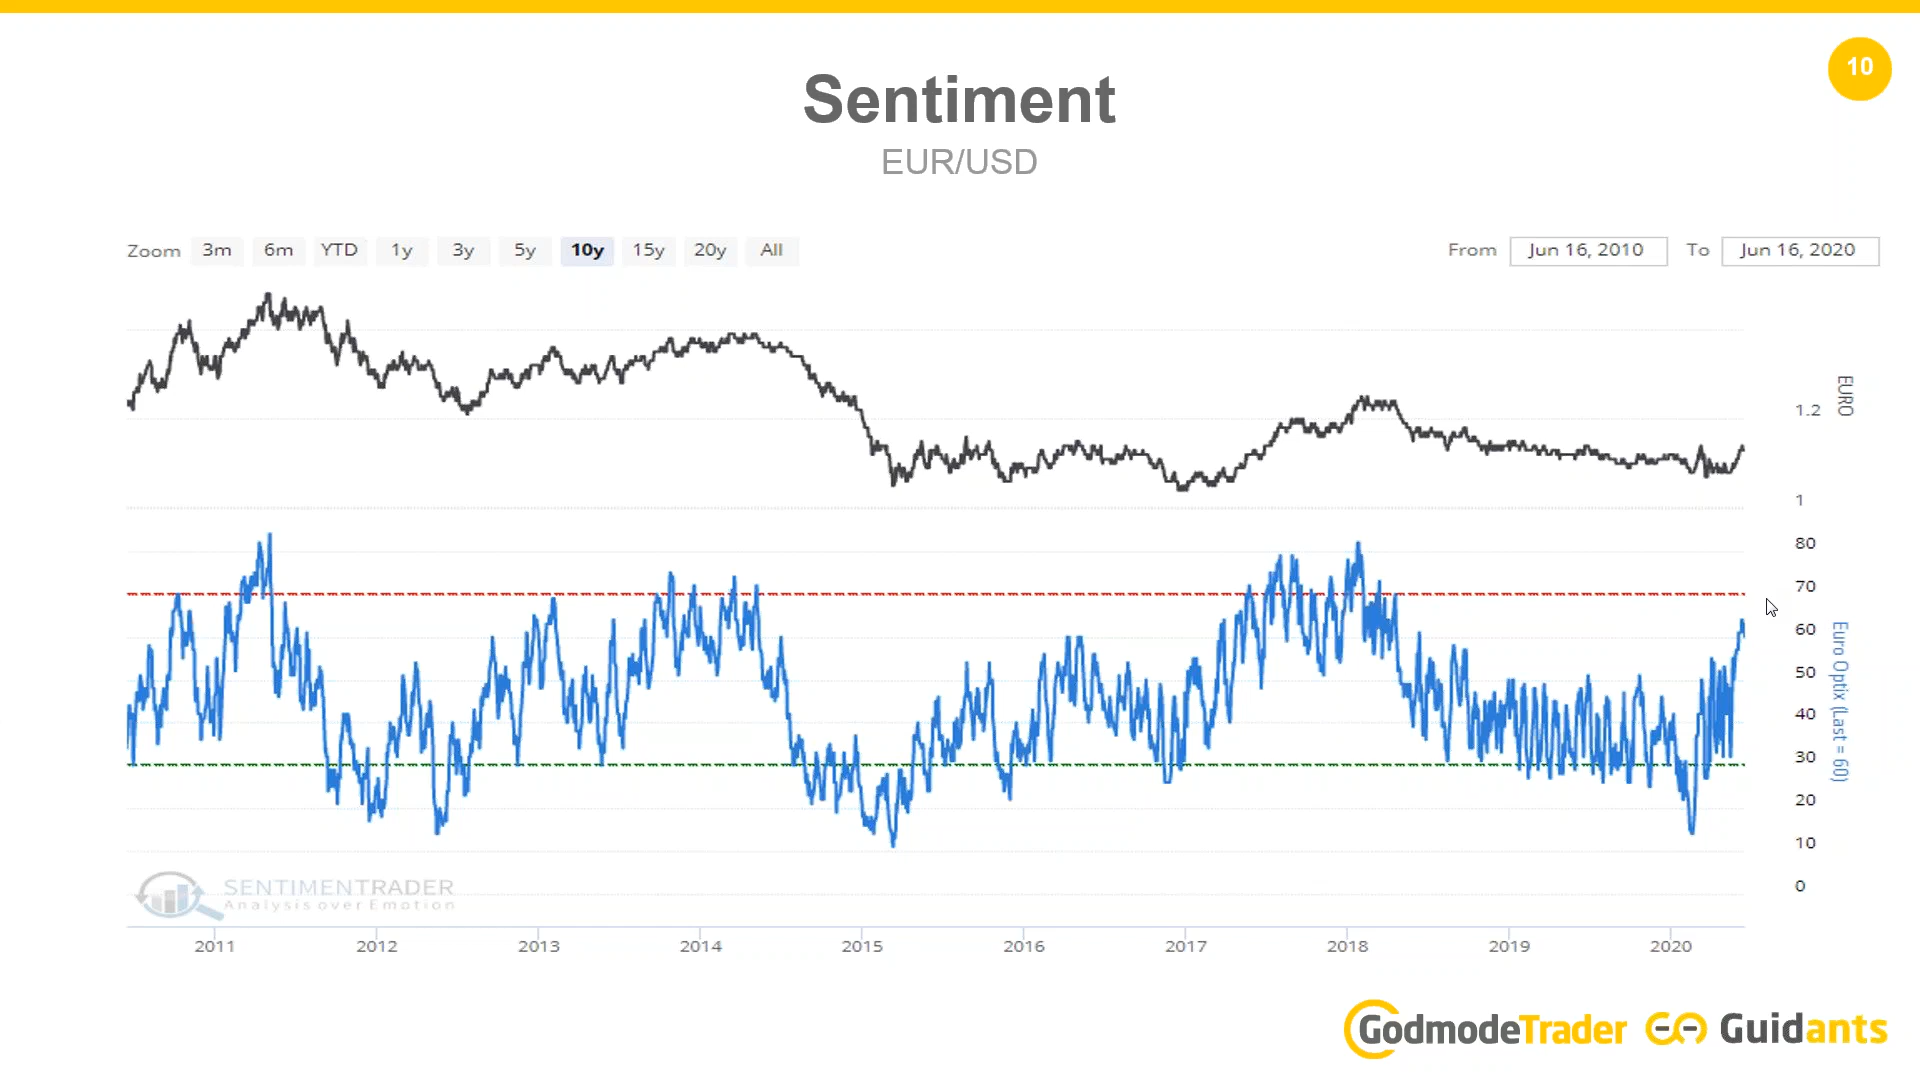 10
Sentiment
EUR/USD
Zoom 3m 6m YTD 1y 3y 5y 10y 15y 20y All From Jun 16, 2010 To Jun 16, 2020
EURO
1.2
1
80
70
60
50
40
30
20
10
0
Euro Optix (Last = 60)
SENTIMENTRADER
Analysis over Emotion
2011 2012 2013 2014 2015 2016 2017 2018 2019 2020
GodmodeTrader Guidants